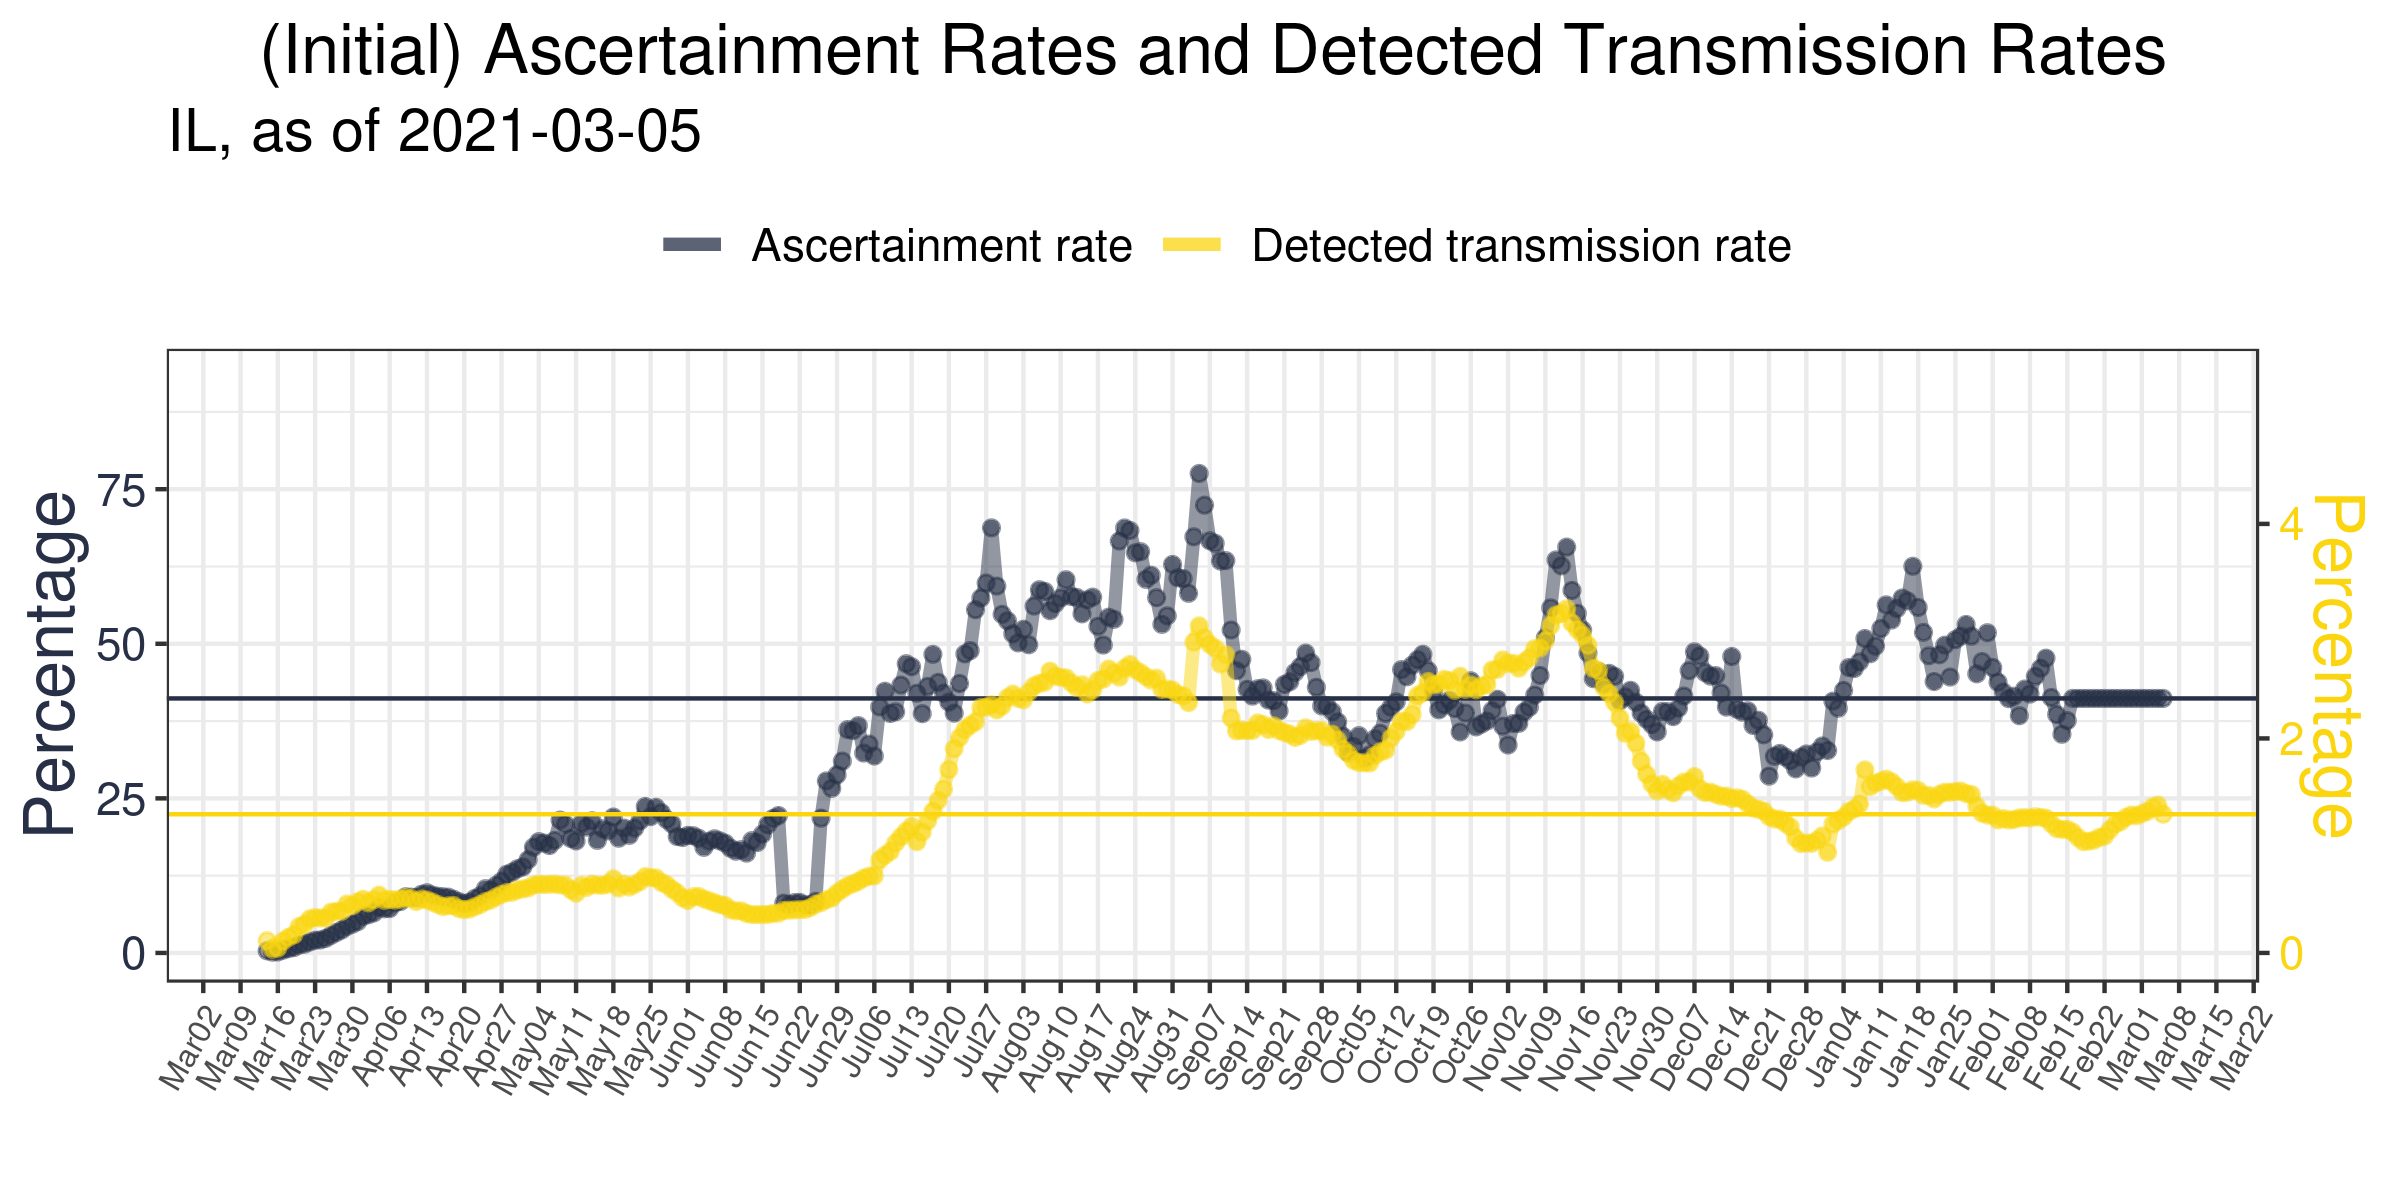 (Initial) Ascertainment Rates and Detected Transmission Rates
IL, as of 2021-03-05
Ascertainment rate
Detected transmission rate
Percentage
75
50
25
0
Percentage
4
2
0
Mar02
Mar09
Mar16
Mar23
Mar30
Apr06
Apr13
Apr20
Apr27
May04
May11
May18
May25
Jun01
Jun08
Jun15
Jun22
Jun29
Jul06
Jul13
Jul20
Jul27
Aug03
Aug10
Aug17
Aug24
Aug31
Sep07
Sep14
Sep21
Sep28
Oct05
Oct12
Oct19
Oct26
Nov02
Nov09
Nov16
Nov23
Nov30
Dec07
Dec14
Dec21
Dec28
Jan04
Jan11
Jan18
Jan25
Feb01
Feb08
Feb15
Feb22
Mar01
Mar08
Mar15
Mar22